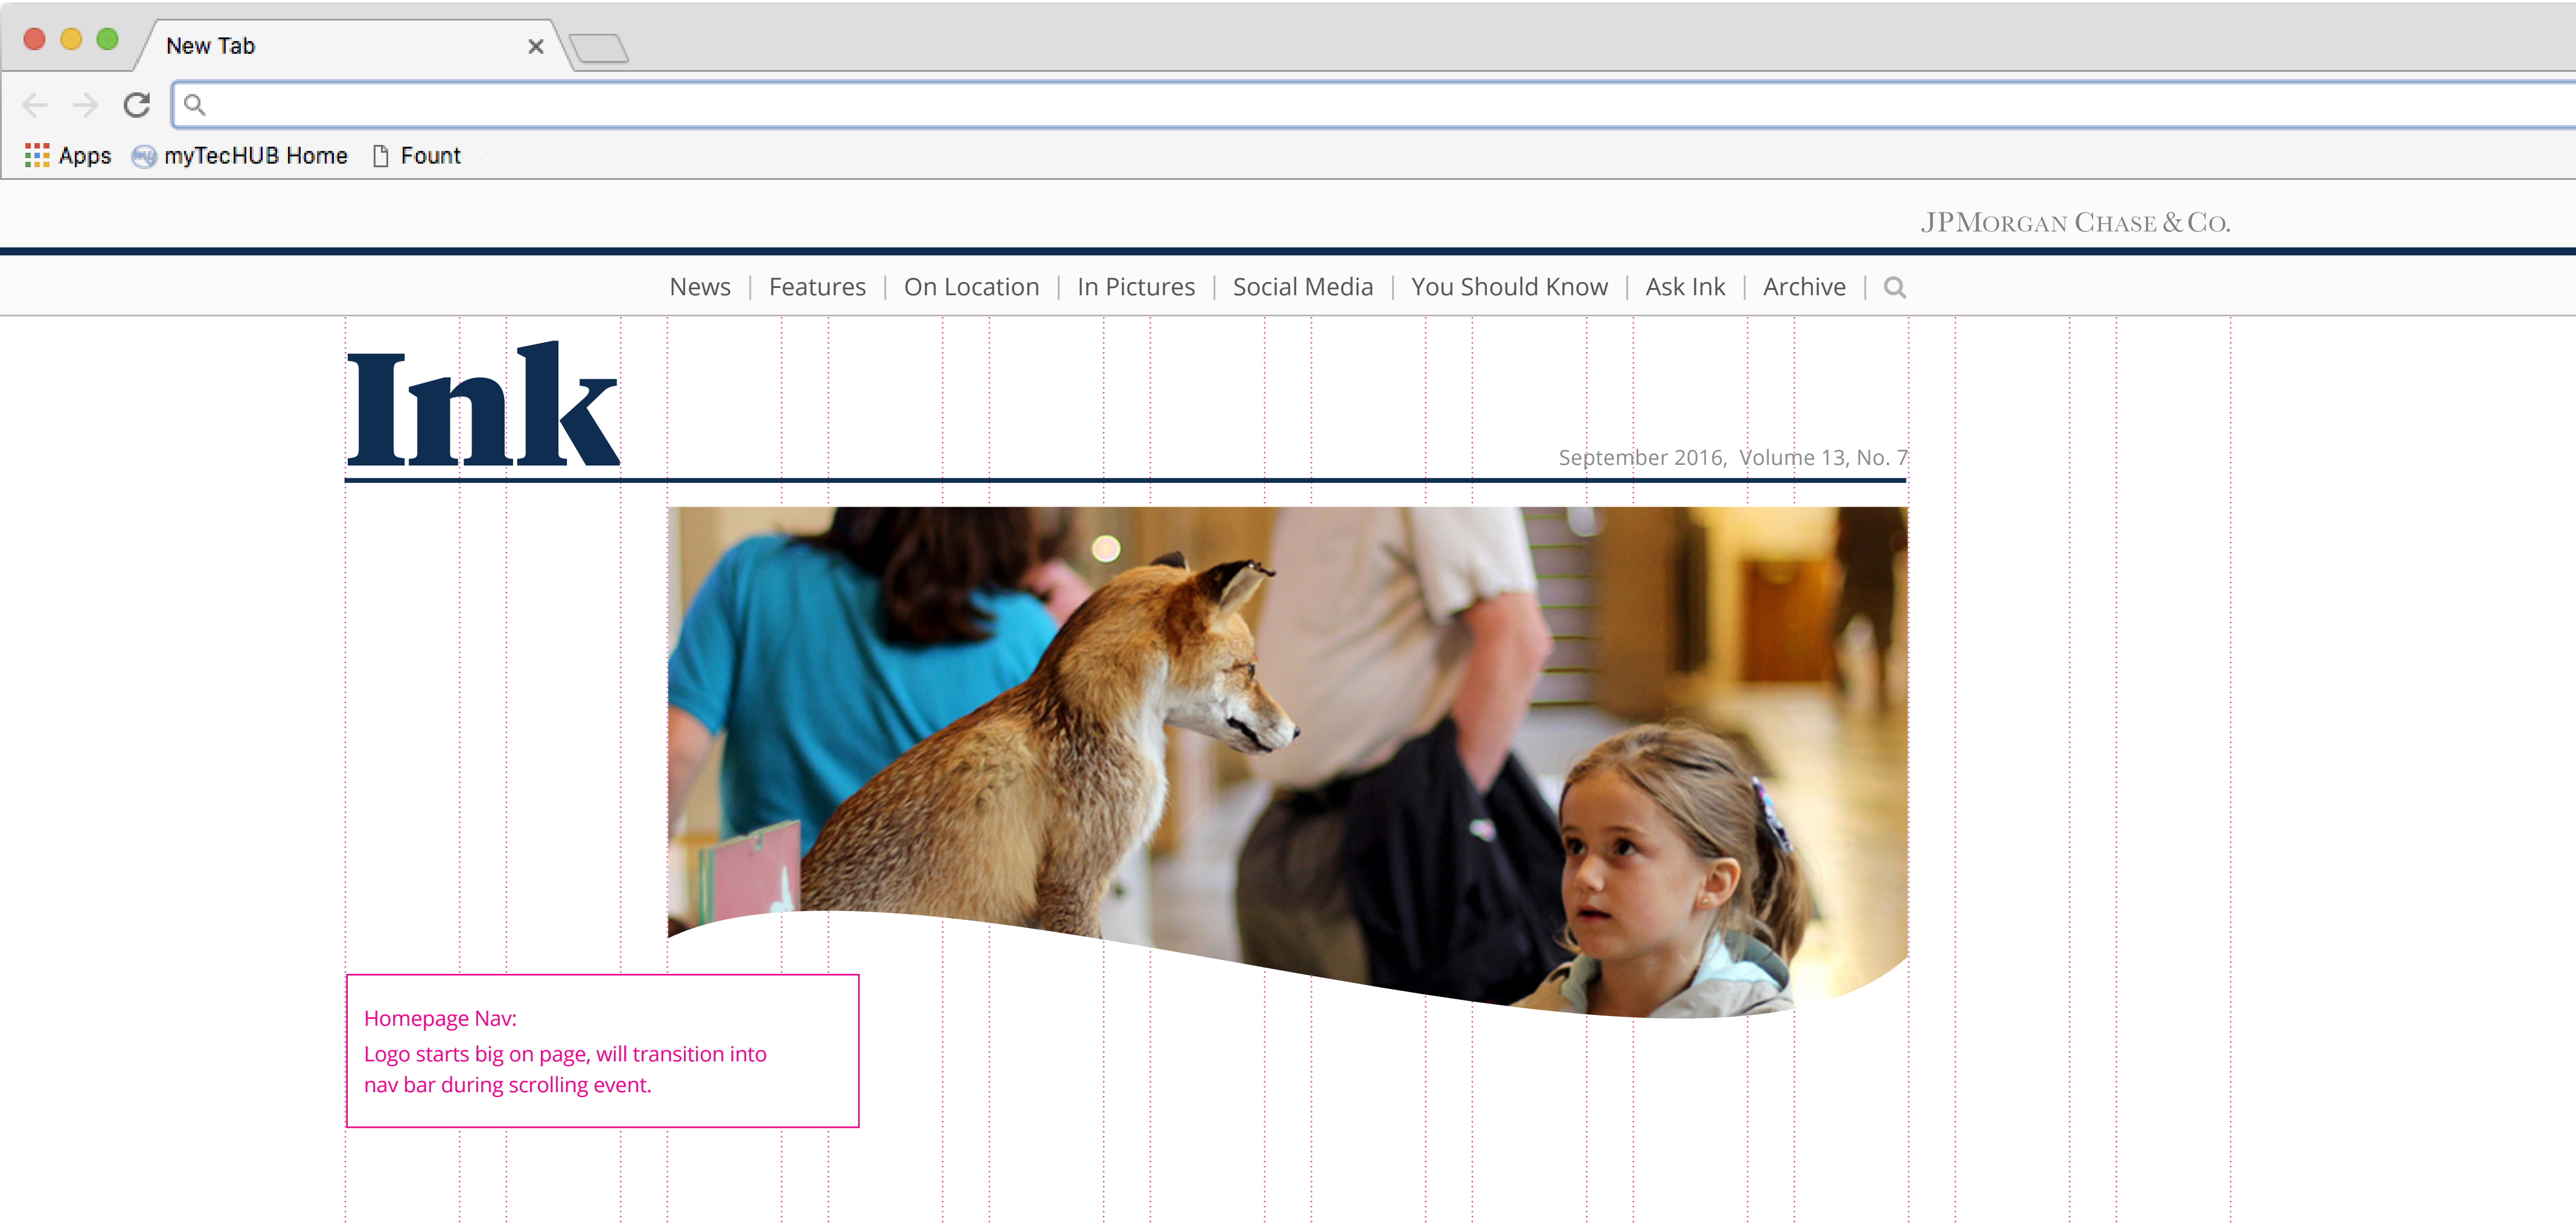 New Tab
Apps myTecHUB Home Fount
JPMORGAN CHASE & CO.
News | Features | On Location | In Pictures | Social Media | You Should Know | Ask Ink | Archive |
Ink
September 2016, Volume 13, No. 7
Homepage Nav:
Logo starts big on page, will transition into
nav bar during scrolling event.